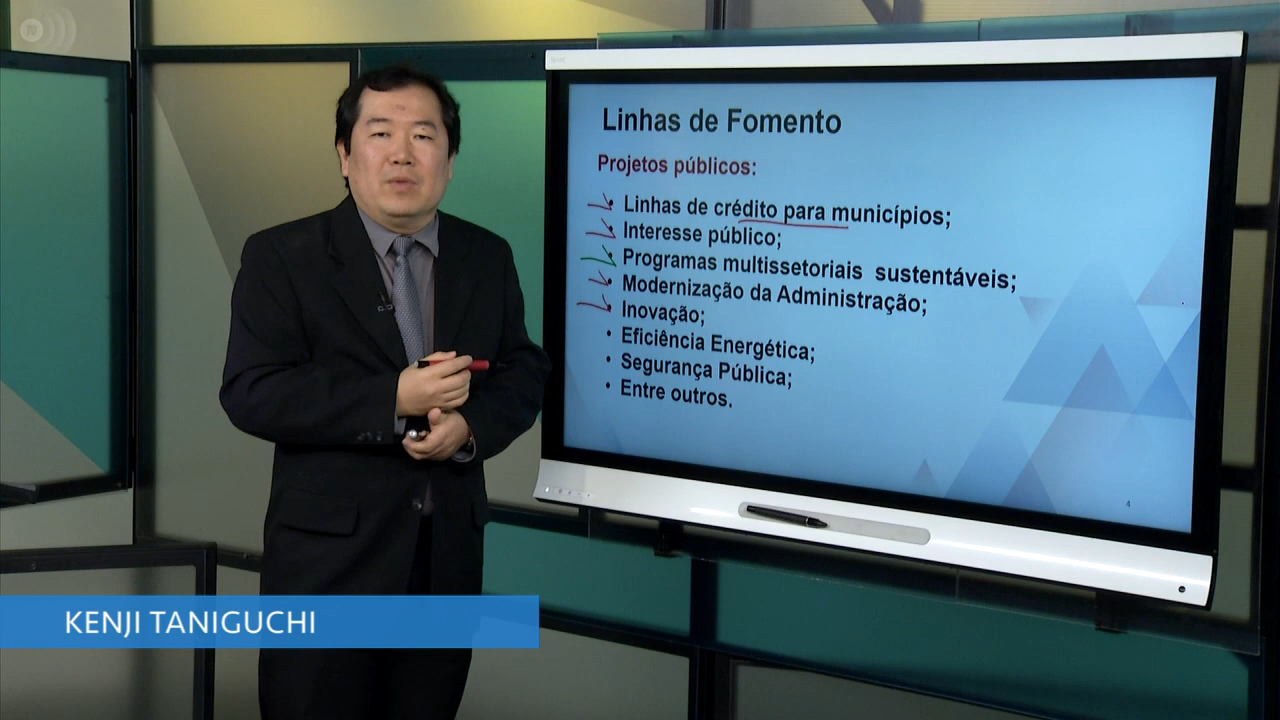 Linhas de Fomento
Projetos públicos:
• Linhas de crédito para municípios;
• Interesse público;
• Programas multissetoriais sustentáveis;
• Modernização da Administração;
• Inovação;
• Eficiência Energética;
• Segurança Pública;
• Entre outros.
4
KENJI TANIGUCHI